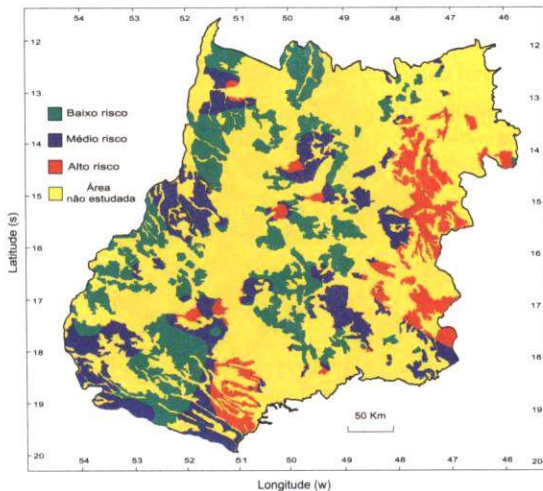 54 53 52 51 50 49 48 47 46
12 12
13 13
14 14
15 15
16 16
17 17
18 18
19 19
20 20
Baixo risco
Médio risco
Alto risco
Área
não estudada
Latitude (s)
50 Km
54 53 52 51 50 49 48 47 46
Longitude (w)